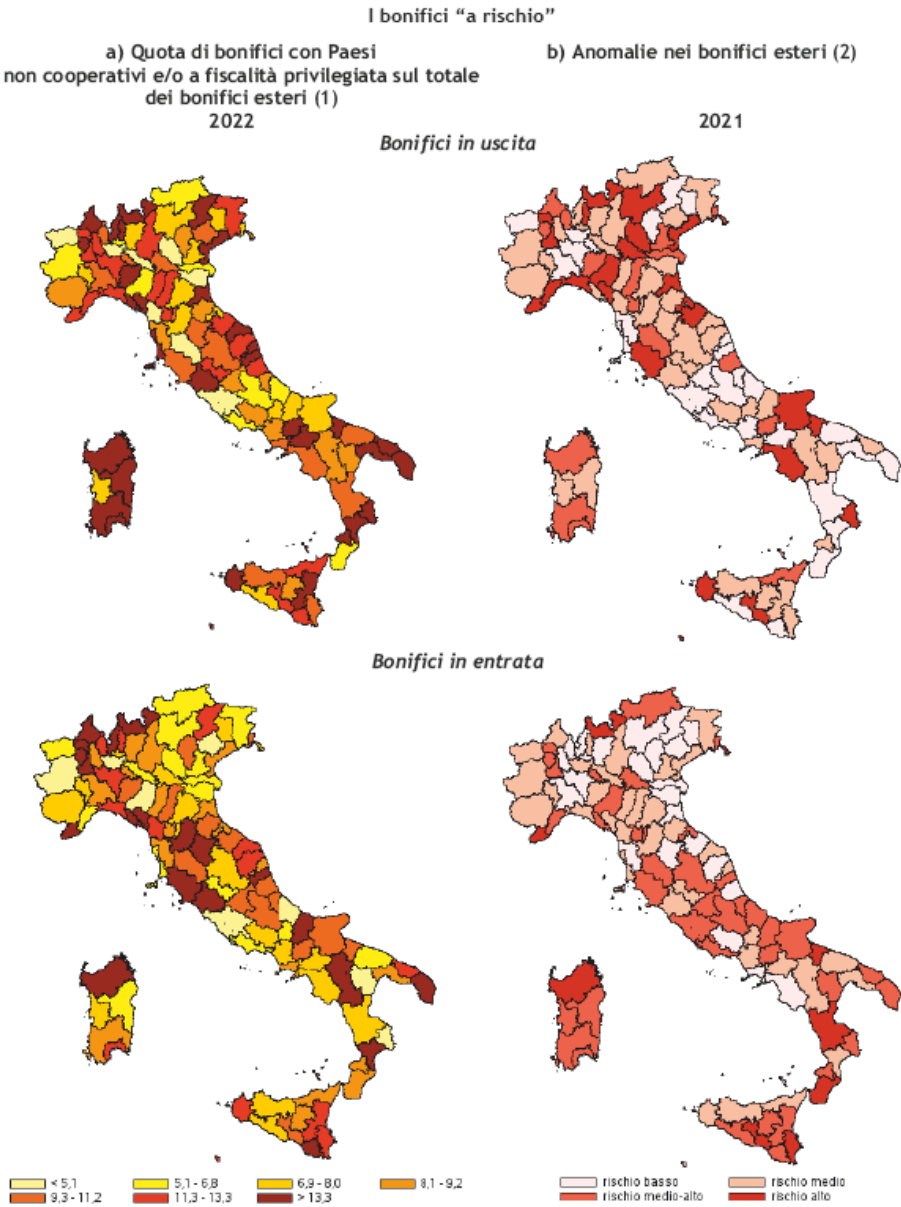 I bonifici “a rischio”
a) Quota di bonifici con Paesi
non cooperativi e/o a fiscalità privilegiata sul totale
dei bonifici esteri (1)
2022
b) Anomalie nei bonifici esteri (2)
2021
Bonifici in uscita
Bonifici in entrata
< 5,1
5,1 - 6,8
6,9 - 8,0
8,1 - 9,2
9,3 - 11,2
11,3 - 13,3
> 13,3
rischio basso
rischio medio
rischio medio-alto
rischio alto